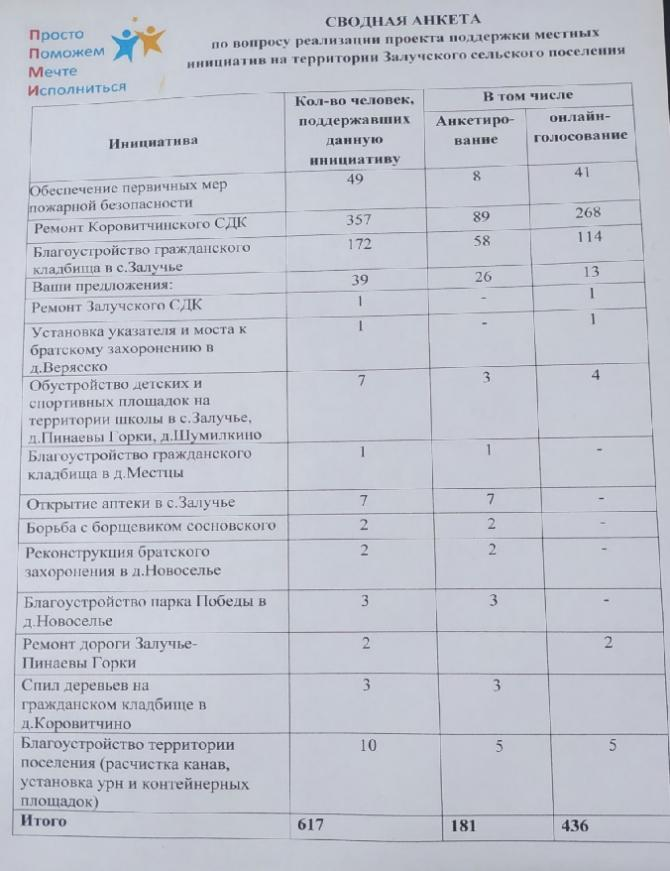 Просто
Поможем
Мечте
Исполниться
СВОДНАЯ АНКЕТА
по вопросу реализации проекта поддержки местных
инициатив на территории Залучского сельского поселения
Инициатива
Кол-во человек,
поддержавших
данную
инициативу
В том числе
Анкетиро-
вание
онлайн-
голосование
Обеспечение первичных мер
пожарной безопасности
49 8 41
Ремонт Коровитчинского СДК 357 89 268
Благоустройство гражданского
кладбища в с.Залучье
172 58 114
Ваши предложения: 39 26 13
Ремонт Залучского СДК 1 - 1
Установка указателя и моста к
братскому захоронению в
д.Верясско
1 - 1
Обустройство детских и
спортивных площадок на
территории школы в с.Залучье,
д.Пинаевы Горки, д.Шумилкино
7 3 4
Благоустройство гражданского
кладбища в д.Местцы
1 1 -
Открытие аптеки в с.Залучье 7 7 -
Борьба с борщевиком сосновского 2 2 -
Реконструкция братского
захоронения в д.Новоселье
2 2 -
Благоустройство парка Победы в
д.Новоселье
3 3 -
Ремонт дороги Залучье-
Пинаевы Горки
2 2
Спил деревьев на
гражданском кладбище в
д.Коровитчино
3 3
Благоустройство территории
поселения (расчистка канав,
установка урн и контейнерных
площадок)
10 5 5
Итого 617 181 436